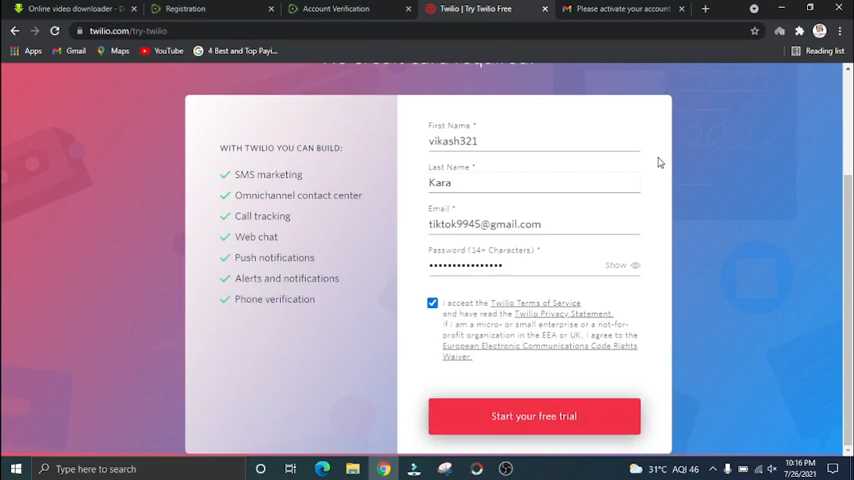 Online video downloader - D
Registration
Account Verification
Twilio | Try Twilio Free
Please activate your account
twilio.com/try-twilio
Apps
Gmail
Maps
YouTube
4 Best and Top Payi...
Reading list
No credit card required.
WITH TWILIO YOU CAN BUILD:
SMS marketing
Omnichannel contact center
Call tracking
Web chat
Push notifications
Alerts and notifications
Phone verification
First Name *
vikash321
Last Name *
Kara
Email *
tiktok9945@gmail.com
Password (14+ Characters) *
••••••••••••••••
Show
I accept the Twilio Terms of Service
and have read the Twilio Privacy Statement.
If I am a micro- or small enterprise or a not-for-
profit organization in the EEA or UK, I agree to the
European Electronic Communications Code Rights
Waiver.
Start your free trial
Type here to search
31°C AQI 46
10:16 PM
7/26/2021